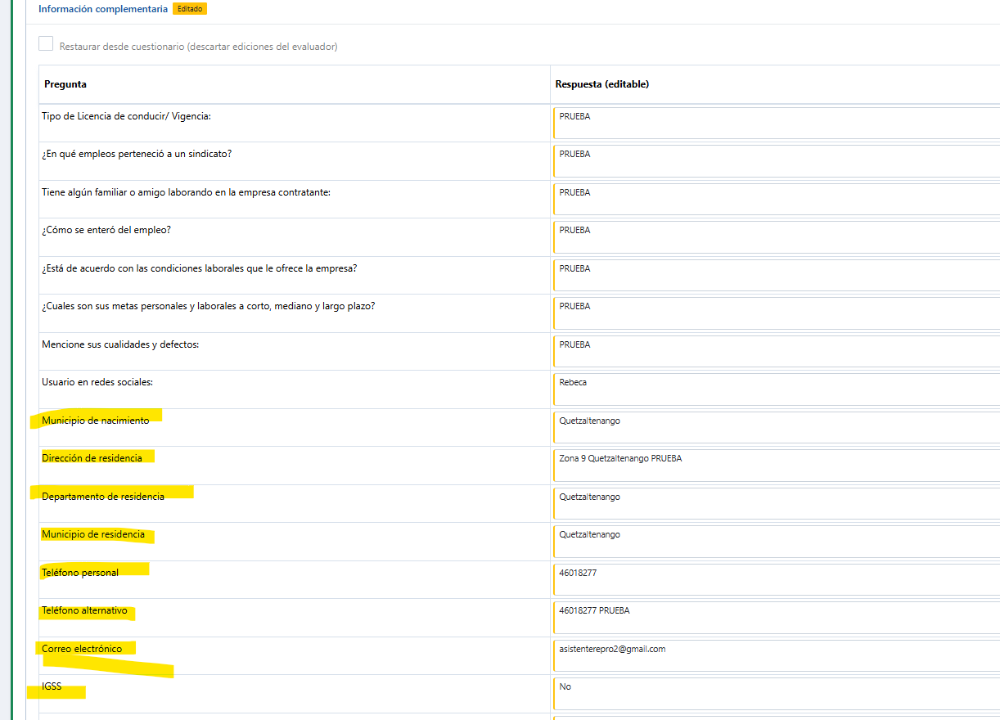 Información complementaria Editado
Restaurar desde cuestionario (descartar ediciones del evaluador)
Pregunta Respuesta (editable)
Tipo de Licencia de conducir/ Vigencia: PRUEBA
¿En qué empleos perteneció a un sindicato? PRUEBA
Tiene algún familiar o amigo laborando en la empresa contratante: PRUEBA
¿Cómo se enteró del empleo? PRUEBA
¿Está de acuerdo con las condiciones laborales que le ofrece la empresa? PRUEBA
¿Cuales son sus metas personales y laborales a corto, mediano y largo plazo? PRUEBA
Mencione sus cualidades y defectos: PRUEBA
Usuario en redes sociales: Rebeca
Municipio de nacimiento Quetzaltenango
Dirección de residencia Zona 9 Quetzaltenango PRUEBA
Departamento de residencia Quetzaltenango
Municipio de residencia Quetzaltenango
Teléfono personal 46018277
Teléfono alternativo 46018277 PRUEBA
Correo electrónico asistenterepro2@gmail.com
IGSS No